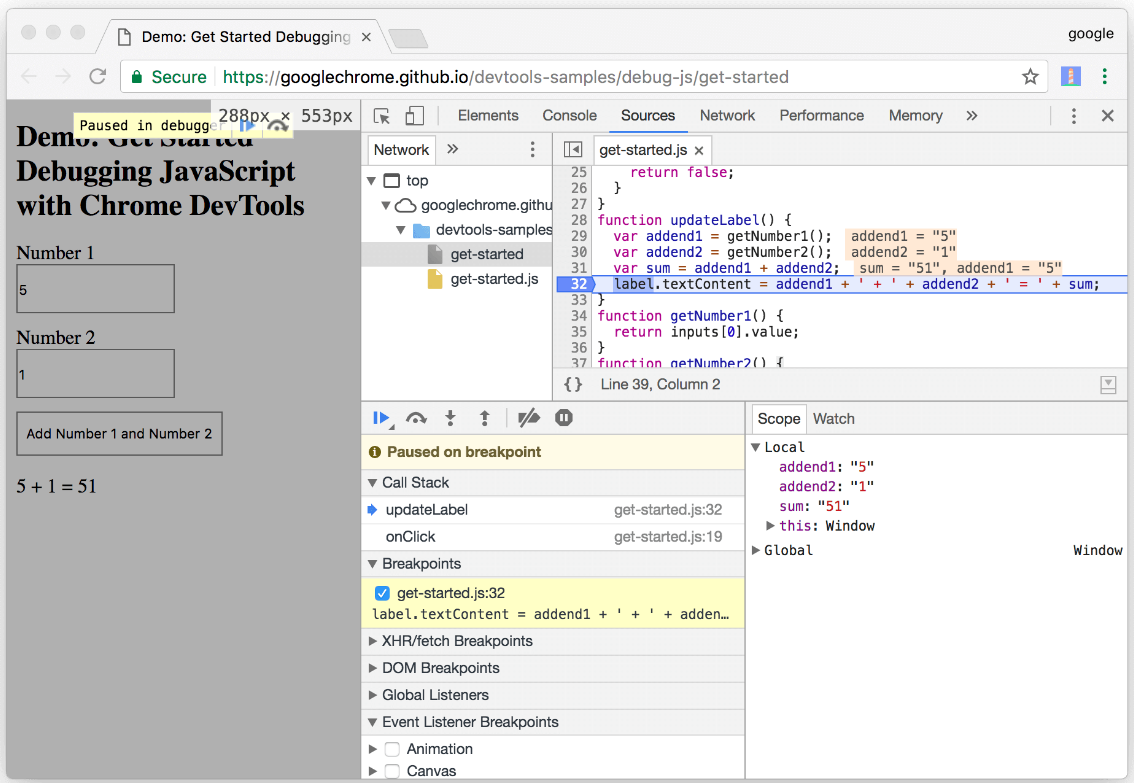 Demo: Get Started Debugging
google
Secure https://googlechrome.github.io/devtools-samples/debug-js/get-started
288px × 553px
Paused in debugger
Demo: Get Started
Debugging JavaScript
with Chrome DevTools
Number 1
5
Number 2
1
Add Number 1 and Number 2
5 + 1 = 51
Elements Console Sources Network Performance Memory »
Network »
top
googlechrome.githu
devtools-samples
get-started
get-started.js
get-started.js ×
25 return false;
26 }
27 }
28 function updateLabel() {
29 var addend1 = getNumber1(); addend1 = "5"
30 var addend2 = getNumber2(); addend2 = "1"
31 var sum = addend1 + addend2; sum = "51", addend1 = "5"
32 label.textContent = addend1 + ' + ' + addend2 + ' = ' + sum;
33 }
34 function getNumber1() {
35 return inputs[0].value;
36 }
37 function getNumber2() {
{} Line 39, Column 2
Paused on breakpoint
Call Stack
updateLabel get-started.js:32
onClick get-started.js:19
Breakpoints
get-started.js:32
label.textContent = addend1 + ' + ' + adden…
XHR/fetch Breakpoints
DOM Breakpoints
Global Listeners
Event Listener Breakpoints
Animation
Canvas
Scope Watch
Local
addend1: "5"
addend2: "1"
sum: "51"
this: Window
Global Window